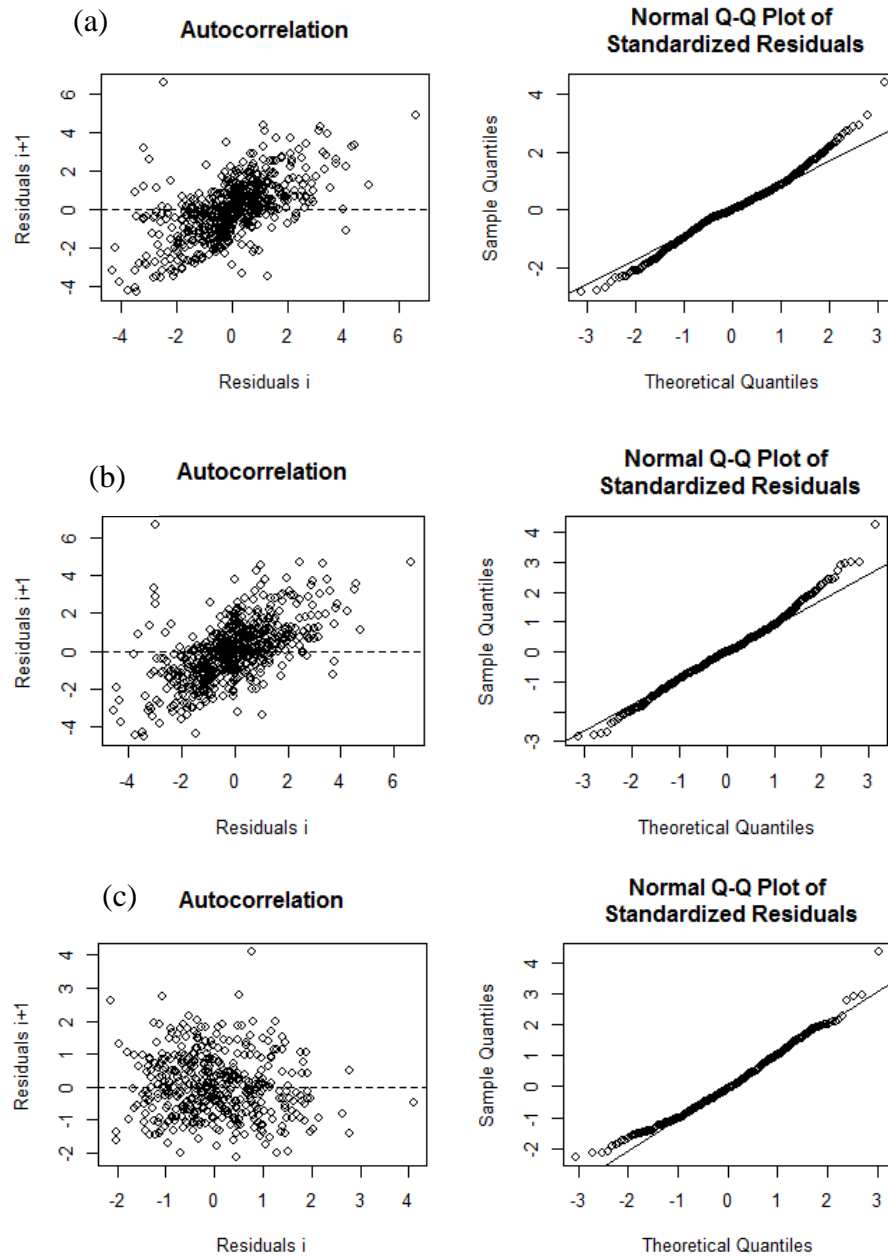 (a)
Autocorrelation
Residuals i+1
6
4
2
0
-2
-4
-4 -2 0 2 4 6
Residuals i
Normal Q-Q Plot of
Standardized Residuals
Sample Quantiles
4
2
0
-2
-3 -2 -1 0 1 2 3
Theoretical Quantiles
(b)
Autocorrelation
Residuals i+1
6
4
2
0
-2
-4
-4 -2 0 2 4 6
Residuals i
Normal Q-Q Plot of
Standardized Residuals
Sample Quantiles
4
3
2
1
0
-1
-3
-3 -2 -1 0 1 2 3
Theoretical Quantiles
(c)
Autocorrelation
Residuals i+1
4
3
2
1
0
-1
-2
-2 -1 0 1 2 3 4
Residuals i
Normal Q-Q Plot of
Standardized Residuals
Sample Quantiles
4
3
2
1
0
-1
-2
-3 -2 -1 0 1 2 3
Theoretical Quantiles